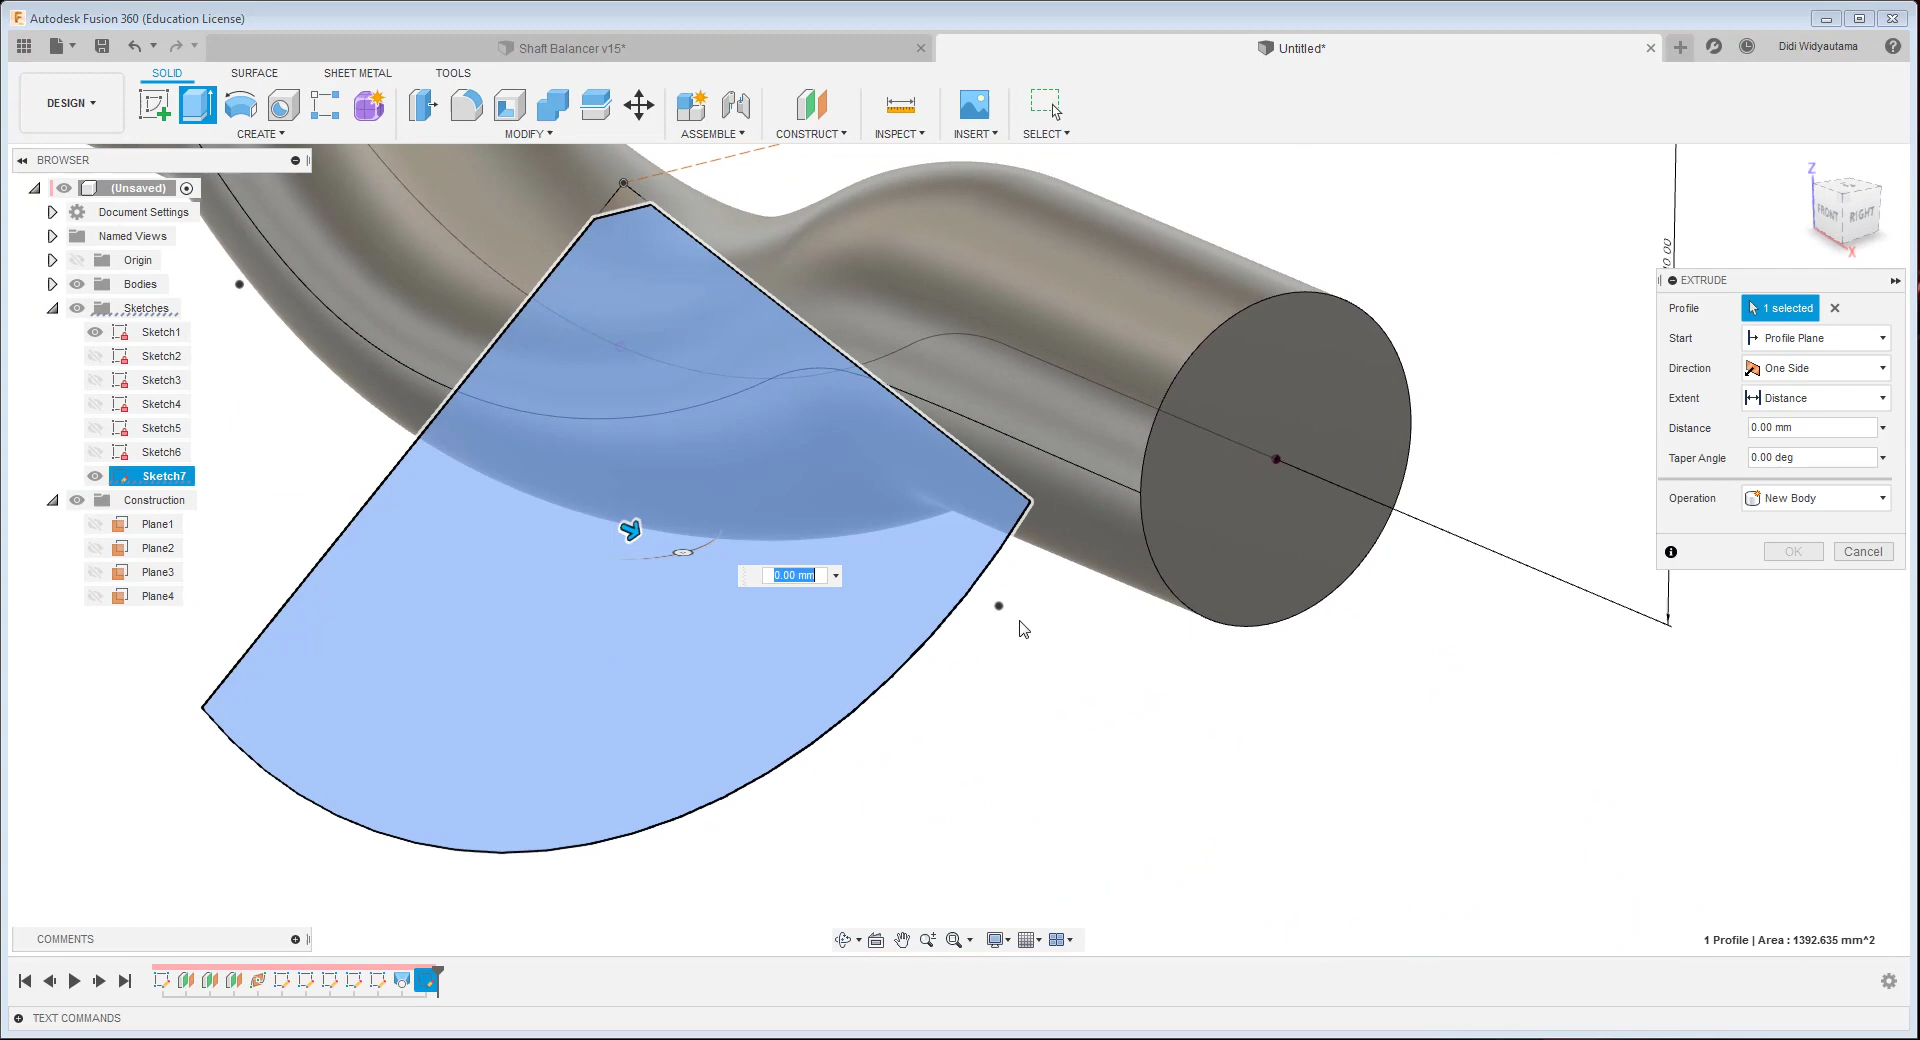 Autodesk Fusion 360 (Education License)
Shaft Balancer v15*
Untitled*
Didi Widyautama
DESIGN
SOLID
SURFACE
SHEET METAL
TOOLS
CREATE
MODIFY
ASSEMBLE
CONSTRUCT
INSPECT
INSERT
SELECT
BROWSER
(Unsaved)
Document Settings
Named Views
Origin
Bodies
Sketches
Sketch1
Sketch2
Sketch3
Sketch4
Sketch5
Sketch6
Sketch7
Construction
Plane1
Plane2
Plane3
Plane4
Z
FRONT
RIGHT
X
EXTRUDE
Profile 1 selected
Start Profile Plane
Direction One Side
Extent Distance
Distance 0.00 mm
Taper Angle 0.00 deg
Operation New Body
OK Cancel
0.00 mm
COMMENTS
1 Profile | Area : 1392.635 mm^2
TEXT COMMANDS